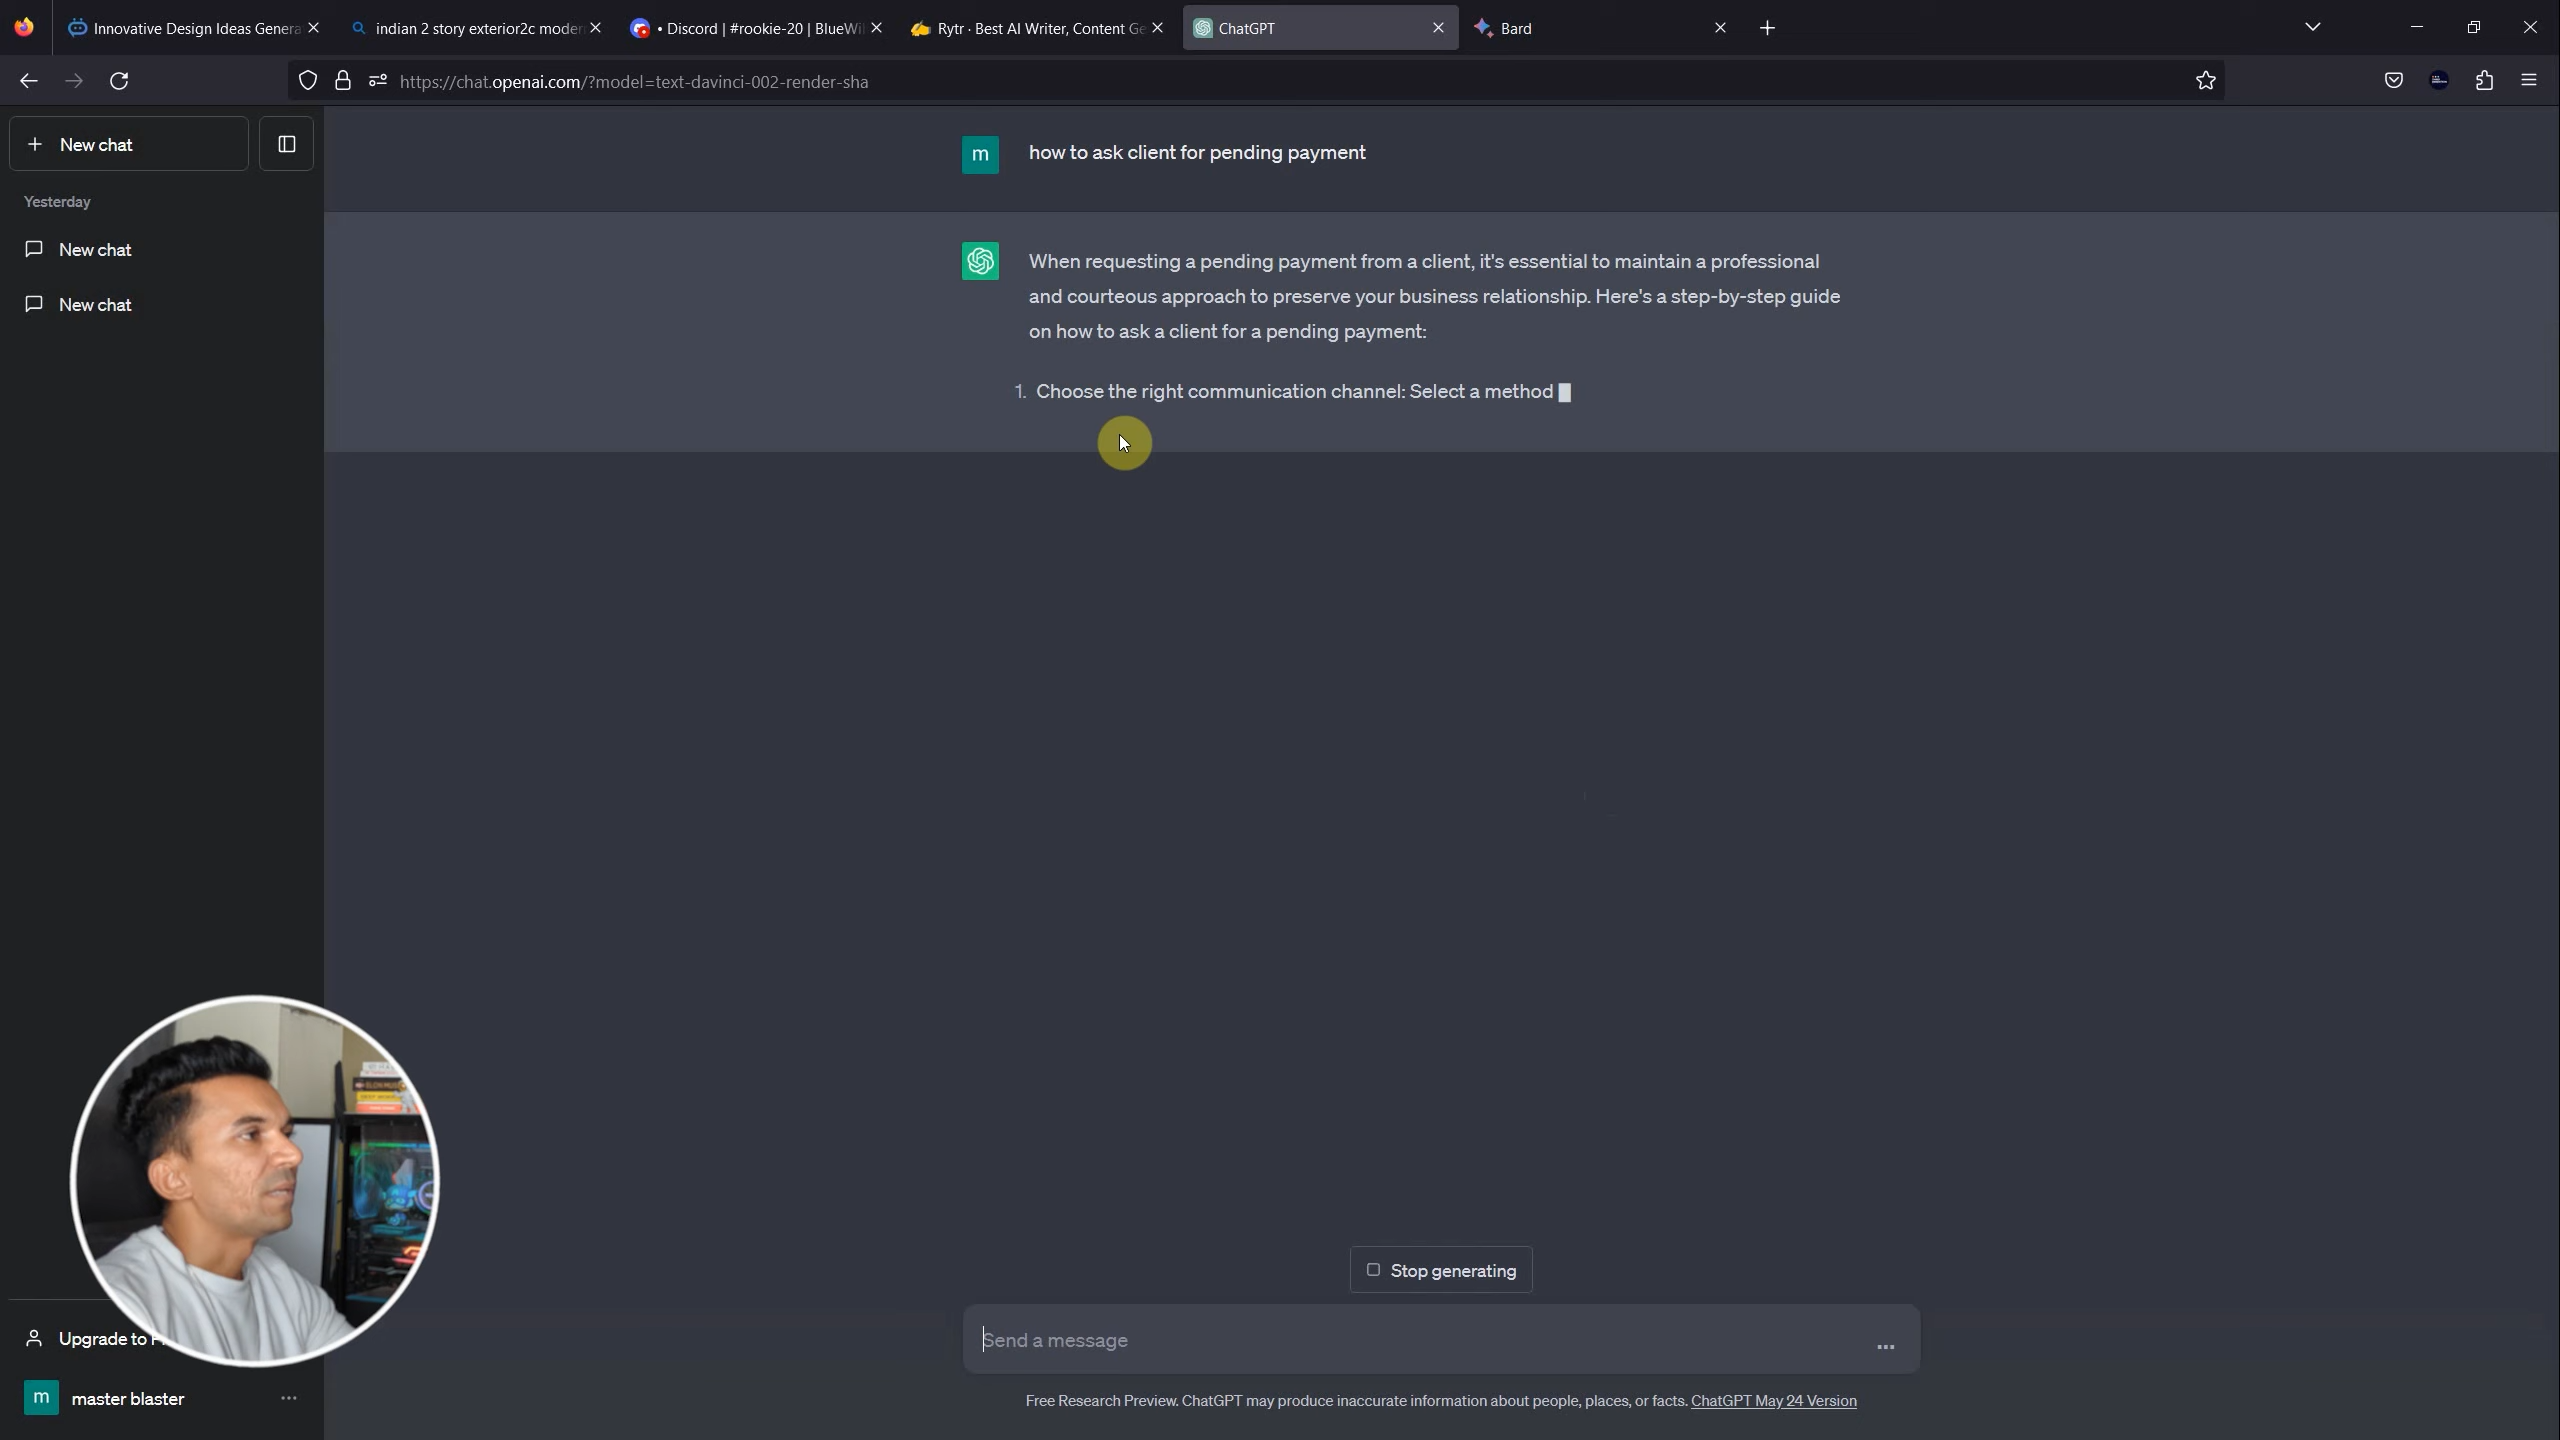 Innovative Design Ideas Genera
indian 2 story exterior2c moder
• Discord | #rookie-20 | BlueWil
Rytr · Best AI Writer, Content Ge
ChatGPT
Bard
https://chat.openai.com/?model=text-davinci-002-render-sha
New chat
Yesterday
New chat
New chat
m
how to ask client for pending payment
When requesting a pending payment from a client, it's essential to maintain a professional
and courteous approach to preserve your business relationship. Here's a step-by-step guide
on how to ask a client for a pending payment:
1. Choose the right communication channel: Select a method
Stop generating
Send a message
Free Research Preview. ChatGPT may produce inaccurate information about people, places, or facts. ChatGPT May 24 Version
Upgrade to
m
master blaster